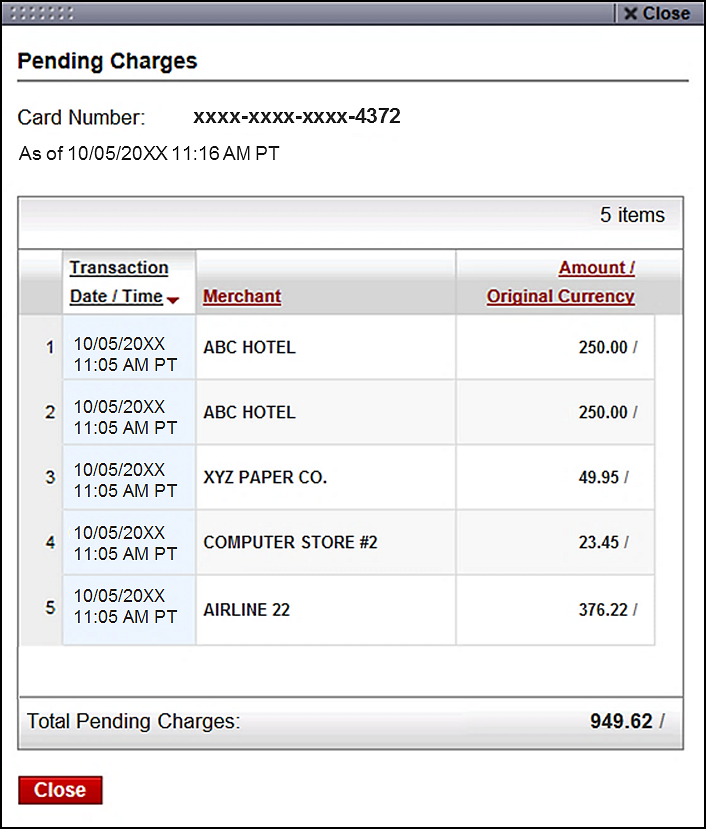 × Close
Pending Charges
Card Number: xxxx-xxxx-xxxx-4372
As of 10/05/20XX 11:16 AM PT
5 items
Transaction
Date / Time
Merchant
Amount /
Original Currency
1 10/05/20XX 11:05 AM PT ABC HOTEL 250.00 /
2 10/05/20XX 11:05 AM PT ABC HOTEL 250.00 /
3 10/05/20XX 11:05 AM PT XYZ PAPER CO. 49.95 /
4 10/05/20XX 11:05 AM PT COMPUTER STORE #2 23.45 /
5 10/05/20XX 11:05 AM PT AIRLINE 22 376.22 /
Total Pending Charges: 949.62 /
Close